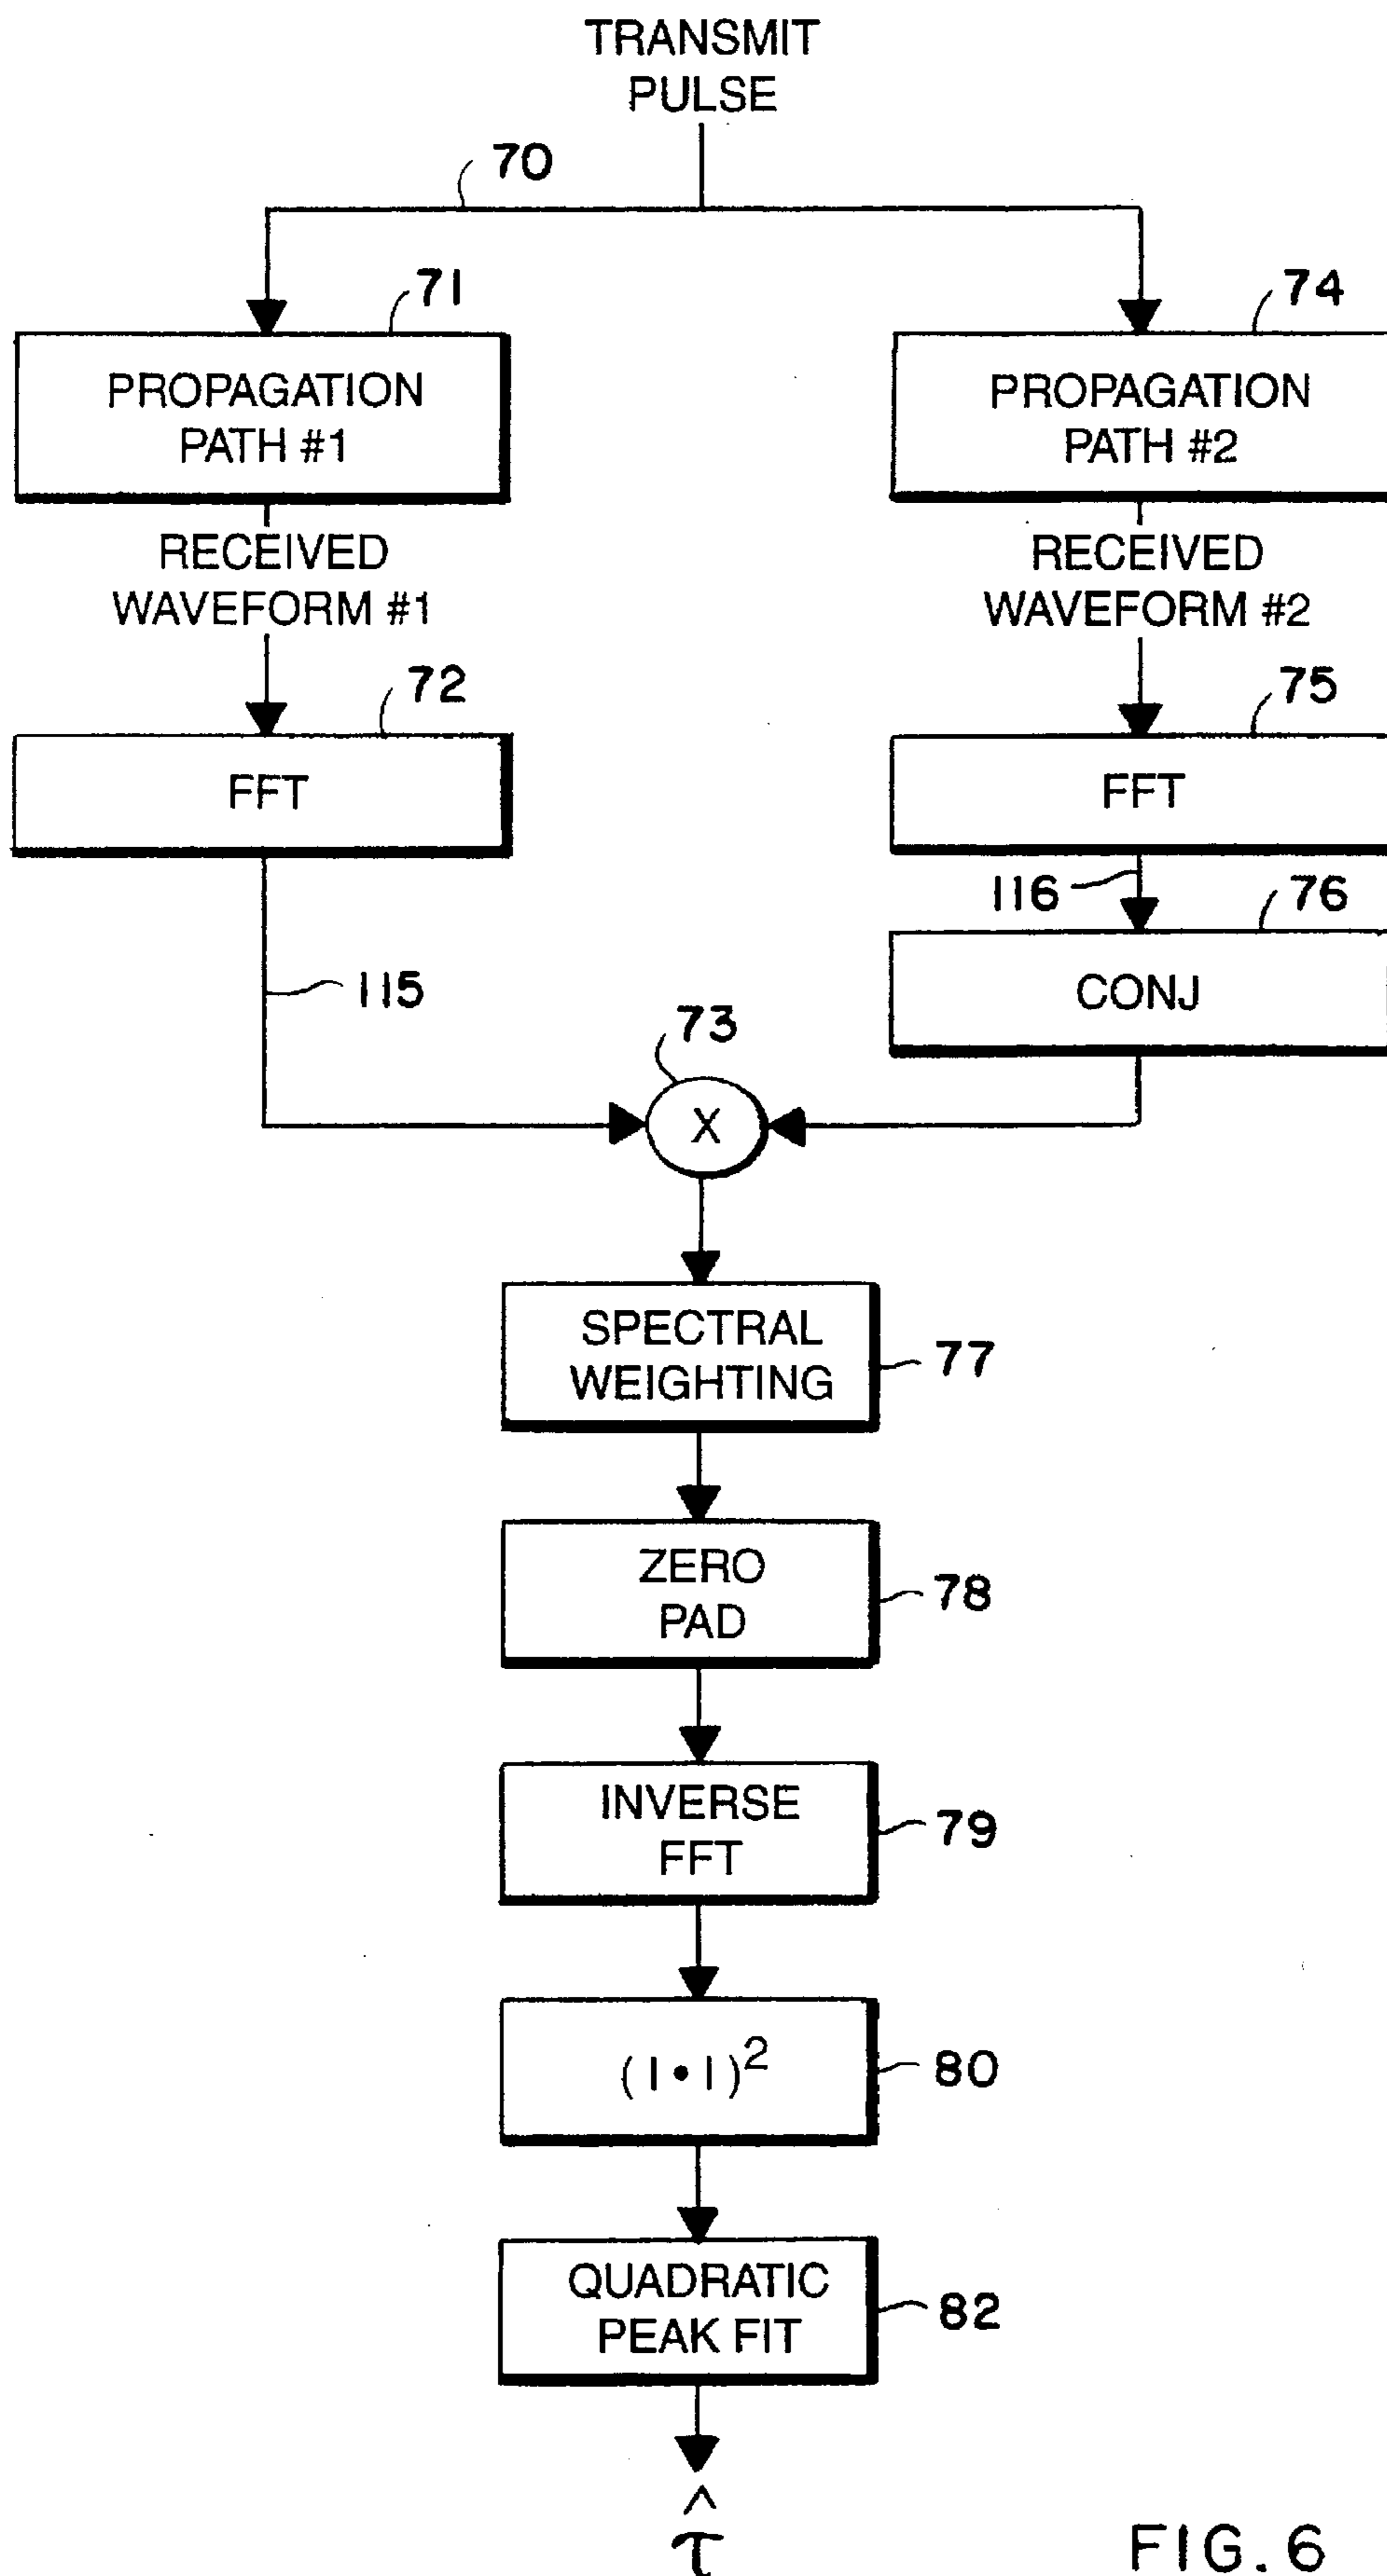 TRANSMIT
PULSE
70
71
74
PROPAGATION
PATH #1
PROPAGATION
PATH #2
RECEIVED
WAVEFORM #1
RECEIVED
WAVEFORM #2
72
75
FFT
FFT
116
76
115
CONJ
73
X
SPECTRAL
WEIGHTING
77
ZERO
PAD
78
INVERSE
FFT
79
(|•|)²
80
QUADRATIC
PEAK FIT
82
τ̂
FIG. 6